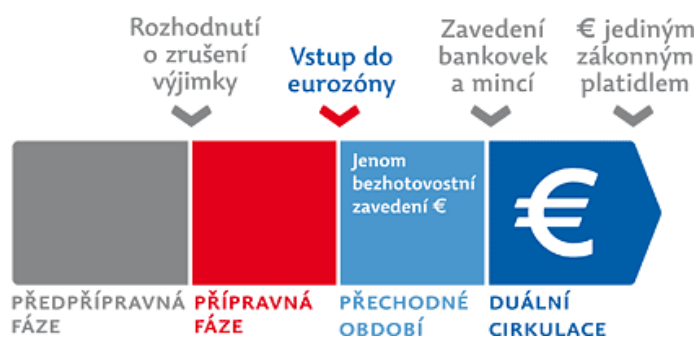 Rozhodnutí
o zrušení
výjimky
Vstup do
eurozóny
Zavedení
bankovek
a mincí
€ jediným
zákonným
platidlem
Jenom
bezhotovostní
zavedení €
€
PŘEDPŘÍPRAVNÁ
FÁZE
PŘÍPRAVNÁ
FÁZE
PŘECHODNÉ
OBDOBÍ
DUÁLNÍ
CIRKULACE